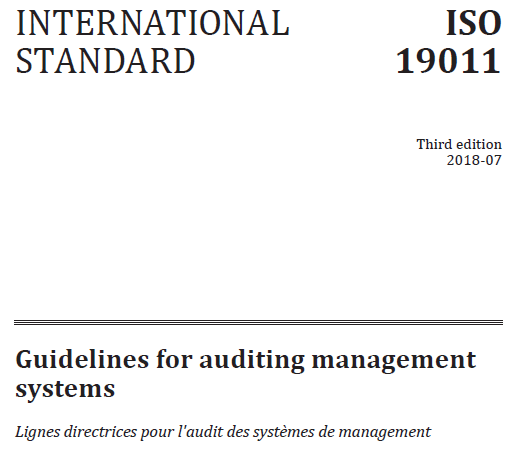 INTERNATIONAL STANDARD
ISO 19011
Third edition
2018-07
Guidelines for auditing management
systems
Lignes directrices pour l'audit des systèmes de management